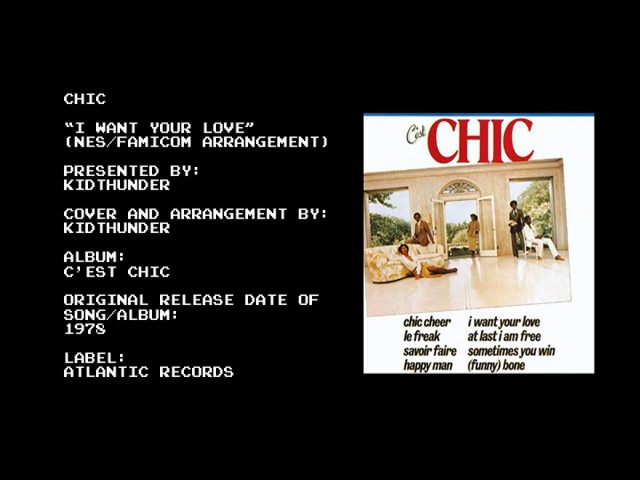 CHIC
“I WANT YOUR LOVE”
(NES/FAMICOM ARRANGEMENT)
PRESENTED BY:
KIDTHUNDER
COVER AND ARRANGEMENT BY:
KIDTHUNDER
ALBUM:
C'EST CHIC
ORIGINAL RELEASE DATE OF
SONG/ALBUM:
1978
LABEL:
ATLANTIC RECORDS
C'est CHIC
chic cheer i want your love
le freak at last i am free
savoir faire sometimes you win
happy man (funny) bone